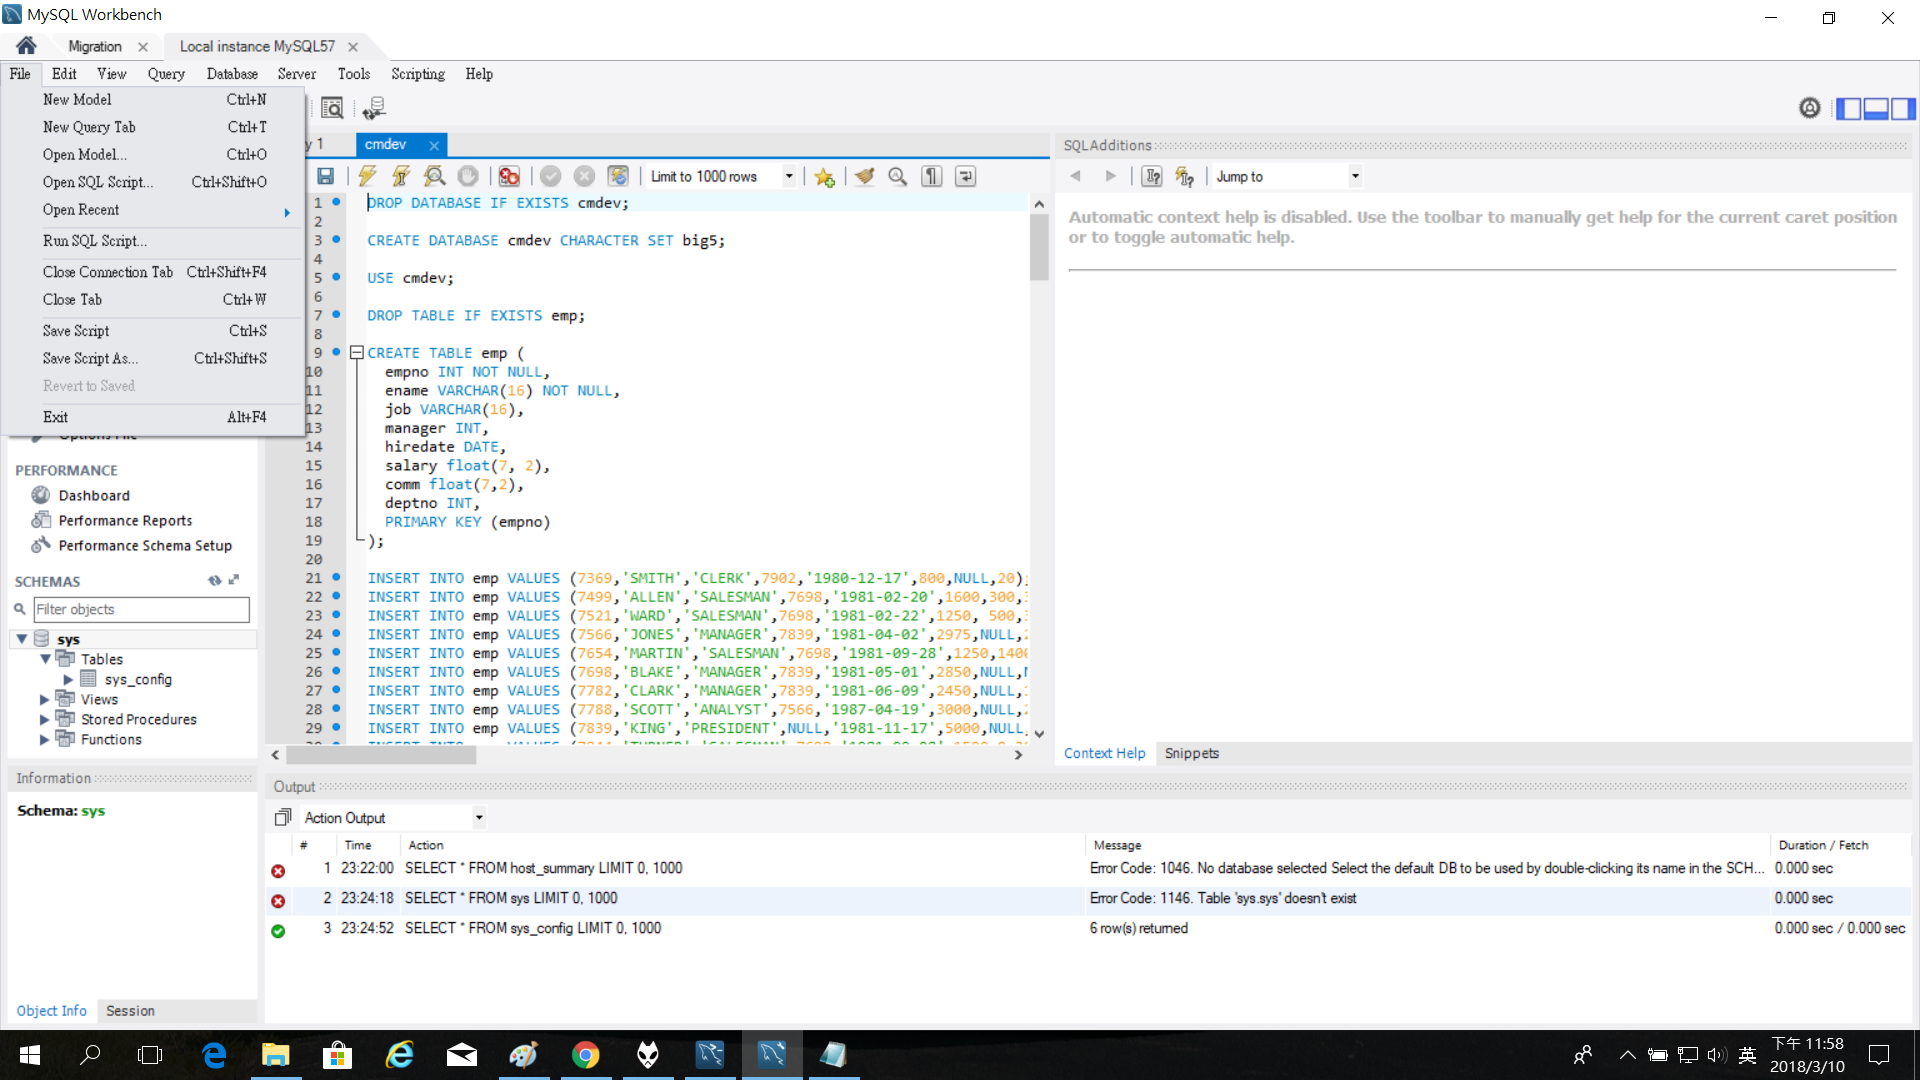 MySQL Workbench
Migration
Local instance MySQL57
File Edit View Query Database Server Tools Scripting Help
New Model Ctrl+N
New Query Tab Ctrl+T
Open Model... Ctrl+O
Open SQL Script... Ctrl+Shift+O
Open Recent
Run SQL Script...
Close Connection Tab Ctrl+Shift+F4
Close Tab Ctrl+W
Save Script Ctrl+S
Save Script As... Ctrl+Shift+S
Revert to Saved
Exit Alt+F4
PERFORMANCE
Dashboard
Performance Reports
Performance Schema Setup
SCHEMAS
Filter objects
sys
Tables
sys_config
Views
Stored Procedures
Functions
Information
Schema: sys
Object Info Session
y 1 cmdev
Limit to 1000 rows
1 DROP DATABASE IF EXISTS cmdev;
2
3 CREATE DATABASE cmdev CHARACTER SET big5;
4
5 USE cmdev;
6
7 DROP TABLE IF EXISTS emp;
8
9 CREATE TABLE emp (
10 empno INT NOT NULL,
11 ename VARCHAR(16) NOT NULL,
12 job VARCHAR(16),
13 manager INT,
14 hiredate DATE,
15 salary float(7, 2),
16 comm float(7,2),
17 deptno INT,
18 PRIMARY KEY (empno)
19 );
20
21 INSERT INTO emp VALUES (7369,'SMITH','CLERK',7902,'1980-12-17',800,NULL,20);
22 INSERT INTO emp VALUES (7499,'ALLEN','SALESMAN',7698,'1981-02-20',1600,300,
23 INSERT INTO emp VALUES (7521,'WARD','SALESMAN',7698,'1981-02-22',1250, 500,
24 INSERT INTO emp VALUES (7566,'JONES','MANAGER',7839,'1981-04-02',2975,NULL,
25 INSERT INTO emp VALUES (7654,'MARTIN','SALESMAN',7698,'1981-09-28',1250,1400
26 INSERT INTO emp VALUES (7698,'BLAKE','MANAGER',7839,'1981-05-01',2850,NULL,
27 INSERT INTO emp VALUES (7782,'CLARK','MANAGER',7839,'1981-06-09',2450,NULL,
28 INSERT INTO emp VALUES (7788,'SCOTT','ANALYST',7566,'1987-04-19',3000,NULL,
29 INSERT INTO emp VALUES (7839,'KING','PRESIDENT',NULL,'1981-11-17',5000,NULL,
SQLAdditions
Jump to
Automatic context help is disabled. Use the toolbar to manually get help for the current caret position
or to toggle automatic help.
Context Help Snippets
Output
Action Output
# Time Action Message Duration / Fetch
1 23:22:00 SELECT * FROM host_summary LIMIT 0, 1000 Error Code: 1046. No database selected Select the default DB to be used by double-clicking its name in the SCH... 0.000 sec
2 23:24:18 SELECT * FROM sys LIMIT 0, 1000 Error Code: 1146. Table 'sys.sys' doesn't exist 0.000 sec
3 23:24:52 SELECT * FROM sys_config LIMIT 0, 1000 6 row(s) returned 0.000 sec / 0.000 sec
英
下午 11:58
2018/3/10